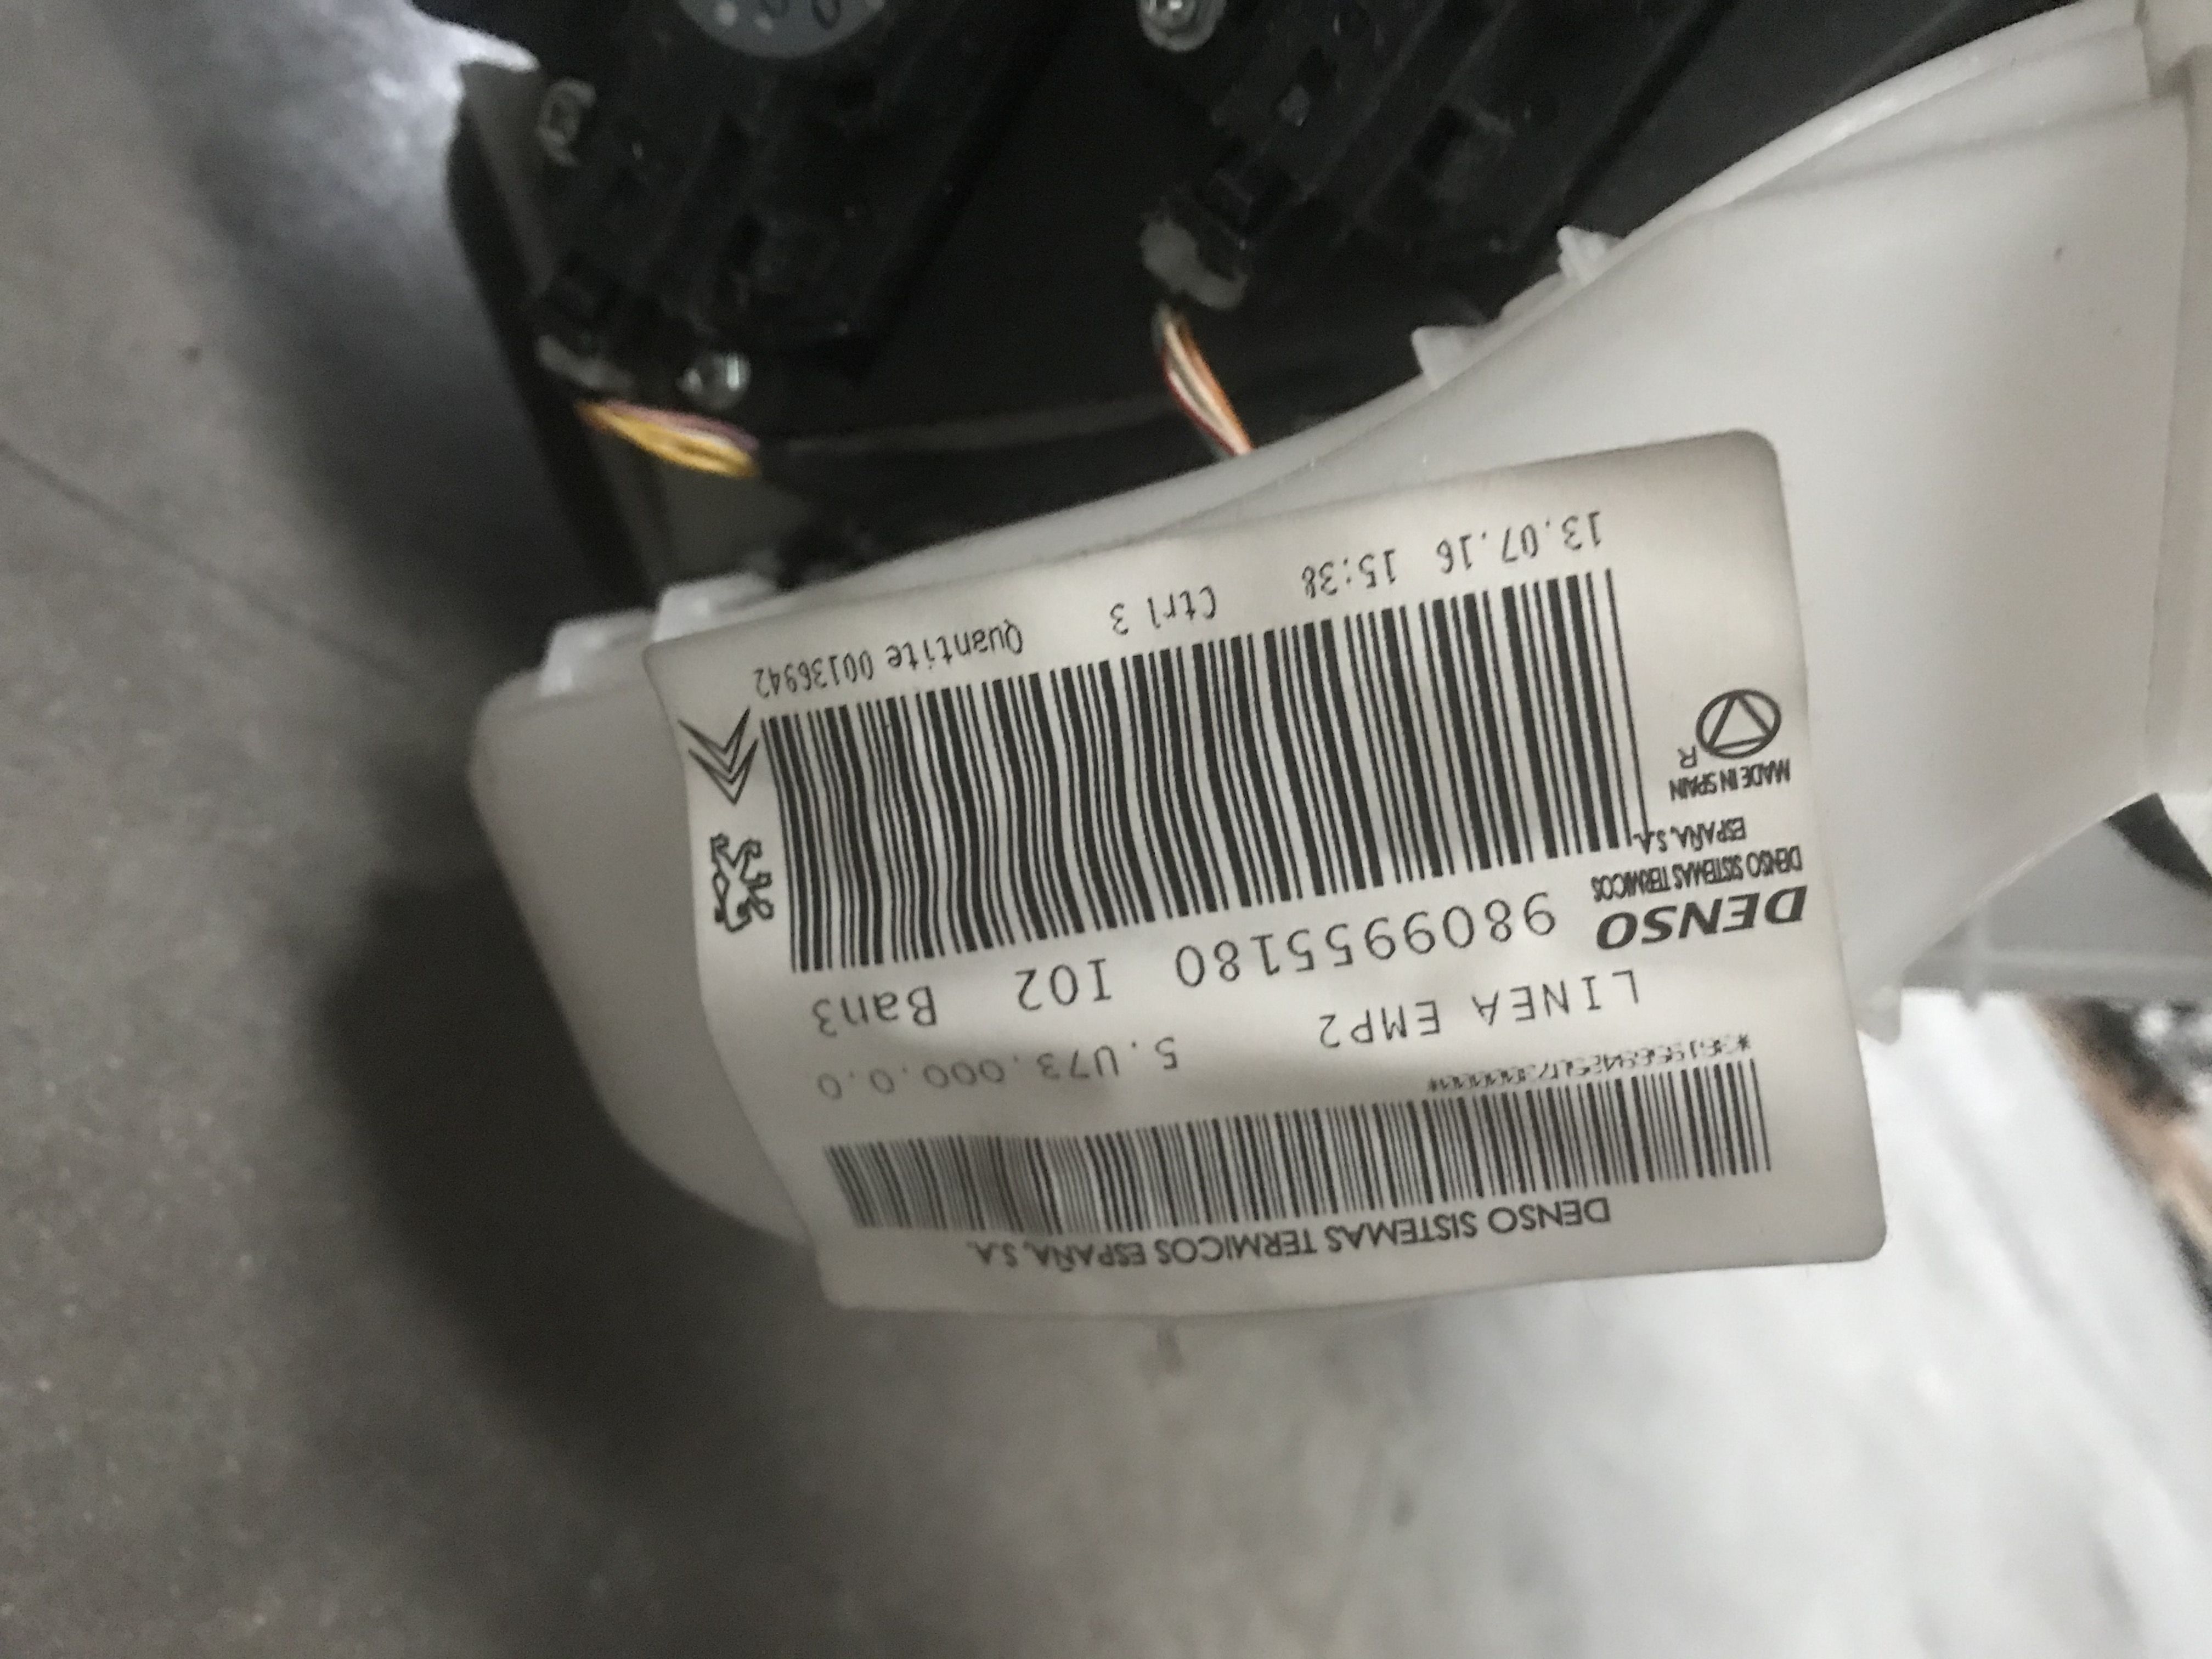 DENSO SISTEMAS TERMICOS ESPAÑA, S.A.
LINEA EMP2 5.U73.000.0.0
DENSO 9809955180 I02 Ban3
DENSO SISTEMAS TERMICOS
ESPAÑA, S.A.
MADE IN SPAIN
R
13.07.16 15:38 Ctrl 3 Quantite 00136942